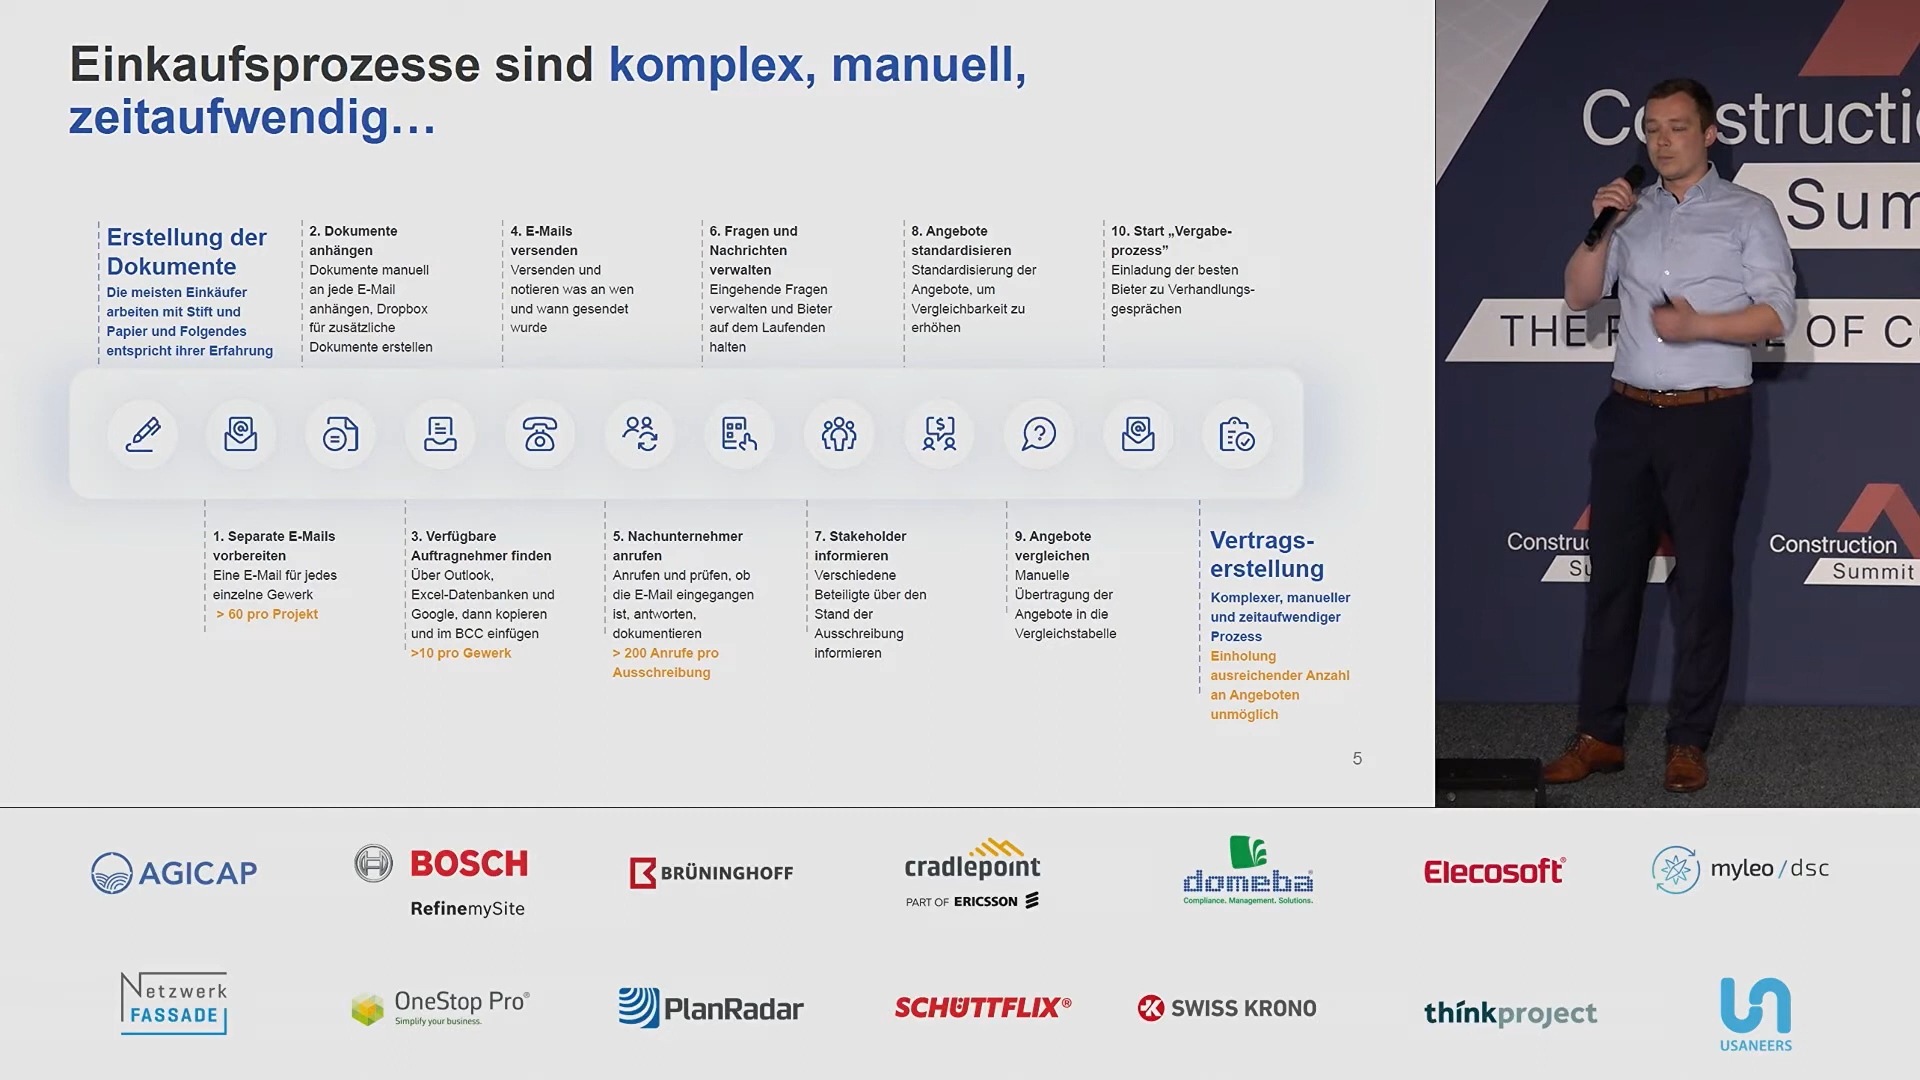 Einkaufsprozesse sind komplex, manuell,
zeitaufwendig…
Erstellung der
Dokumente
Die meisten Einkäufer
arbeiten mit Stift und
Papier und Folgendes
entspricht ihrer Erfahrung
2. Dokumente
anhängen
Dokumente manuell
an jede E-Mail
anhängen, Dropbox
für zusätzliche
Dokumente erstellen
4. E-Mails
versenden
Versenden und
notieren was an wen
und wann gesendet
wurde
6. Fragen und
Nachrichten
verwalten
Eingehende Fragen
verwalten und Bieter
auf dem Laufenden
halten
8. Angebote
standardisieren
Standardisierung der
Angebote, um
Vergleichbarkeit zu
erhöhen
10. Start „Vergabe-
prozess”
Einladung der besten
Bieter zu Verhandlungs-
gesprächen
1. Separate E-Mails
vorbereiten
Eine E-Mail für jedes
einzelne Gewerk
> 60 pro Projekt
3. Verfügbare
Auftragnehmer finden
Über Outlook,
Excel-Datenbanken und
Google, dann kopieren
und im BCC einfügen
>10 pro Gewerk
5. Nachunternehmer
anrufen
Anrufen und prüfen, ob
die E-Mail eingegangen
ist, antworten,
dokumentieren
> 200 Anrufe pro
Ausschreibung
7. Stakeholder
informieren
Verschiedene
Beteiligte über den
Stand der
Ausschreibung
informieren
9. Angebote
vergleichen
Manuelle
Übertragung der
Angebote in die
Vergleichstabelle
Vertrags-
erstellung
Komplexer, manueller
und zeitaufwendiger
Prozess
Einholung
ausreichender Anzahl
an Angeboten
unmöglich
5
THE OF C
Construction
Summit
AGICAP
BOSCH
RefinemySite
BRÜNINGHOFF
cradlepoint
PART OF ERICSSON
domeba
Compliance. Management. Solutions.
Elecosoft®
myleo / dsc
Netzwerk
FASSADE
OneStop Pro®
Simplify your business.
PlanRadar
SCHÜTTFLIX®
SWISS KRONO
thinkproject
USANEERS